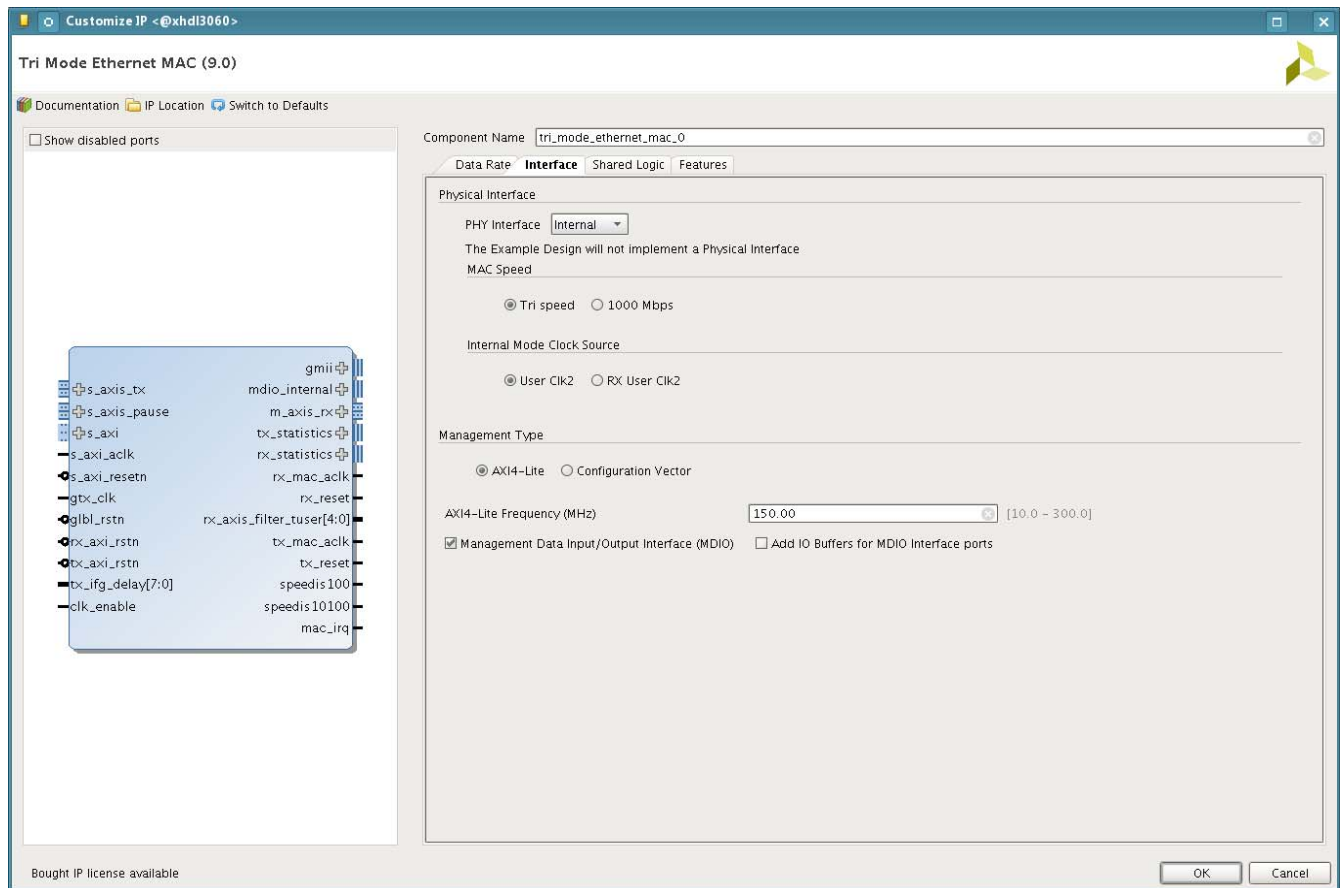 Customize IP <@xhdl3060>
Tri Mode Ethernet MAC (9.0)
Documentation IP Location Switch to Defaults
Show disabled ports
gmii
s_axis_tx mdio_internal
s_axis_pause m_axis_rx
s_axi tx_statistics
s_axi_aclk rx_statistics
s_axi_resetn rx_mac_aclk
gtx_clk rx_reset
glbl_rstn rx_axis_filter_tuser[4:0]
rx_axi_rstn tx_mac_aclk
tx_axi_rstn tx_reset
tx_ifg_delay[7:0] speedis100
clk_enable speedis10100
mac_irq
Component Name tri_mode_ethernet_mac_0
Data Rate Interface Shared Logic Features
Physical Interface
PHY Interface Internal
The Example Design will not implement a Physical Interface
MAC Speed
Tri speed 1000 Mbps
Internal Mode Clock Source
User Clk2 RX User Clk2
Management Type
AXI4-Lite Configuration Vector
AXI4-Lite Frequency (MHz) 150.00 [10.0 - 300.0]
Management Data Input/Output Interface (MDIO) Add IO Buffers for MDIO Interface ports
Bought IP license available
OK Cancel